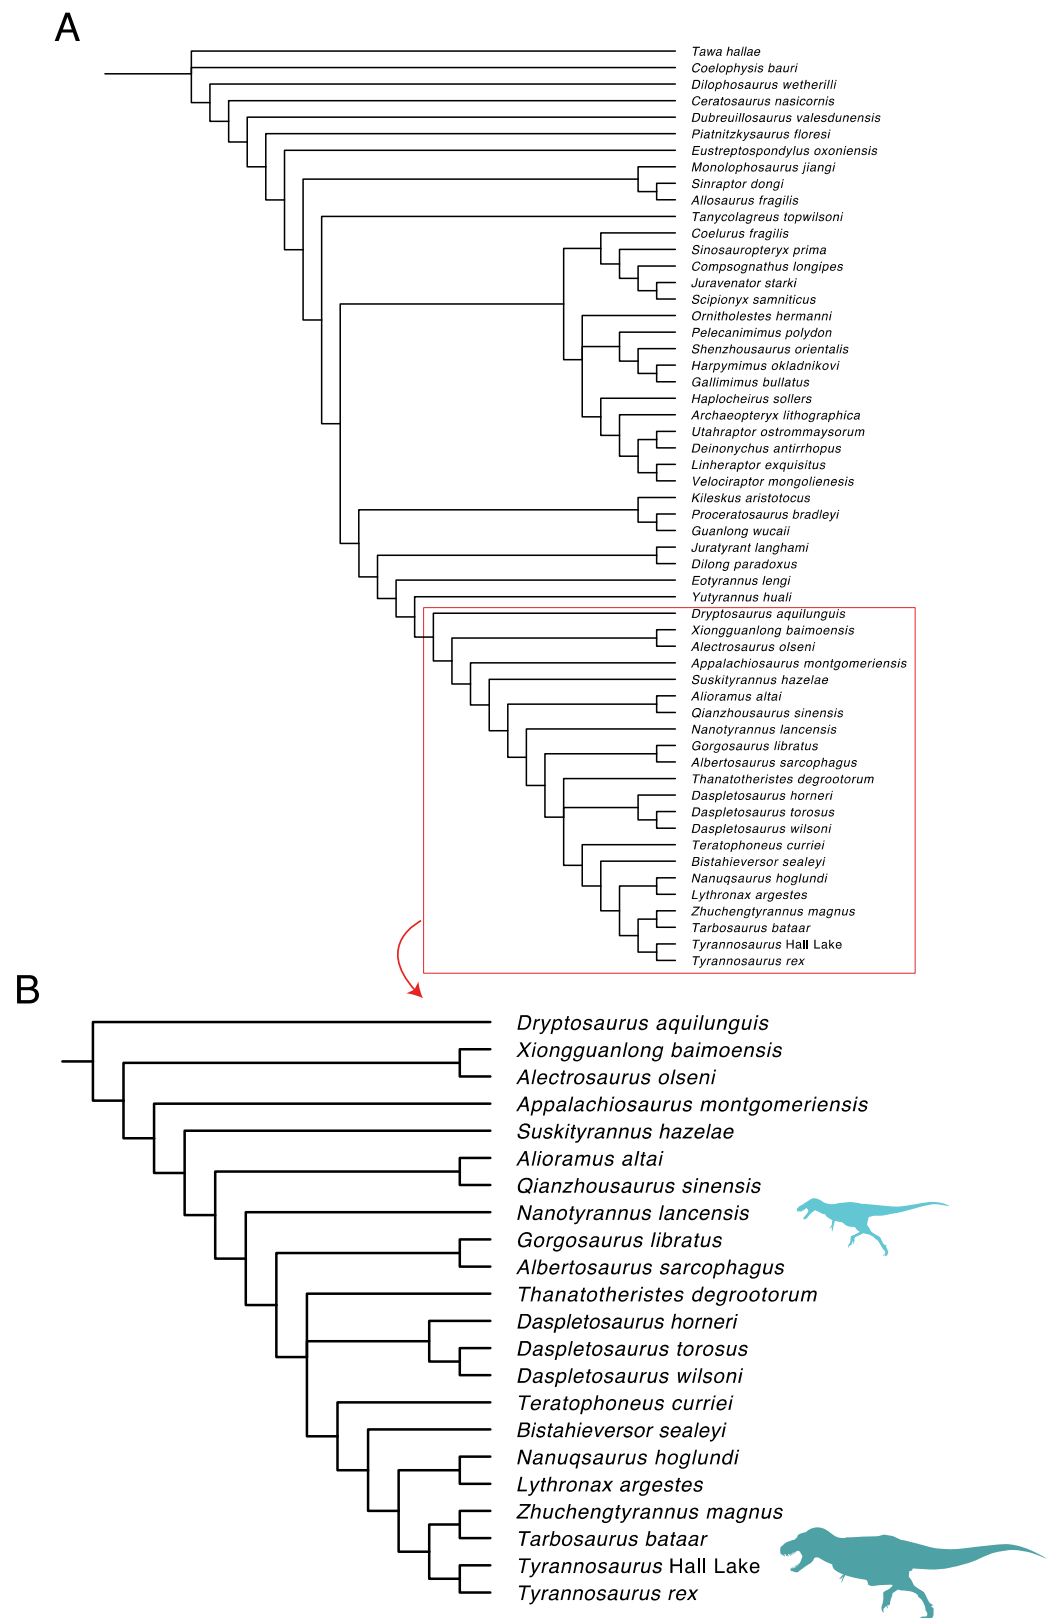 A
Tawa hallae
Coelophysis bauri
Dilophosaurus wetherilli
Ceratosaurus nasicornis
Dubreuillosaurus valesdunensis
Piatnitzkysaurus floresi
Eustreptospondylus oxoniensis
Monolophosaurus jiangi
Sinraptor dongi
Allosaurus fragilis
Tanycolagreus topwilsoni
Coelurus fragilis
Sinosauropteryx prima
Compsognathus longipes
Juravenator starki
Scipionyx samniticus
Ornitholestes hermanni
Pelecanimimus polydon
Shenzhousaurus orientalis
Harpymimus okladnikovi
Gallimimus bullatus
Haplocheirus sollers
Archaeopteryx lithographica
Utahraptor ostrommaysorum
Deinonychus antirrhopus
Linheraptor exquisitus
Velociraptor mongolienesis
Kileskus aristotocus
Proceratosaurus bradleyi
Guanlong wucaii
Juratyrant langhami
Dilong paradoxus
Eotyrannus lengi
Yutyrannus huali
Dryptosaurus aquilunguis
Xiongguanlong baimoensis
Alectrosaurus olseni
Appalachiosaurus montgomeriensis
Suskityrannus hazelae
Alioramus altai
Qianzhousaurus sinensis
Nanotyrannus lancensis
Gorgosaurus libratus
Albertosaurus sarcophagus
Thanatotheristes degrootorum
Daspletosaurus horneri
Daspletosaurus torosus
Daspletosaurus wilsoni
Teratophoneus curriei
Bistahieversor sealeyi
Nanuqsaurus hoglundi
Lythronax argestes
Zhuchengtyrannus magnus
Tarbosaurus bataar
Tyrannosaurus Hall Lake
Tyrannosaurus rex
B
Dryptosaurus aquilunguis
Xiongguanlong baimoensis
Alectrosaurus olseni
Appalachiosaurus montgomeriensis
Suskityrannus hazelae
Alioramus altai
Qianzhousaurus sinensis
Nanotyrannus lancensis
Gorgosaurus libratus
Albertosaurus sarcophagus
Thanatotheristes degrootorum
Daspletosaurus horneri
Daspletosaurus torosus
Daspletosaurus wilsoni
Teratophoneus curriei
Bistahieversor sealeyi
Nanuqsaurus hoglundi
Lythronax argestes
Zhuchengtyrannus magnus
Tarbosaurus bataar
Tyrannosaurus Hall Lake
Tyrannosaurus rex